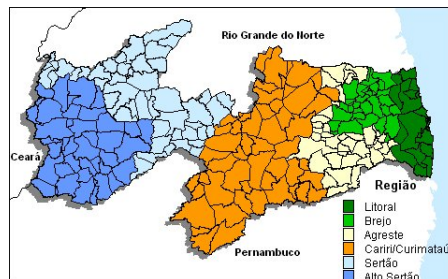 Rio Grande do Norte
Ceará
Pernambuco
Região
Litoral
Brejo
Agreste
Cariri/Curimataú
Sertão
Alto Sertão